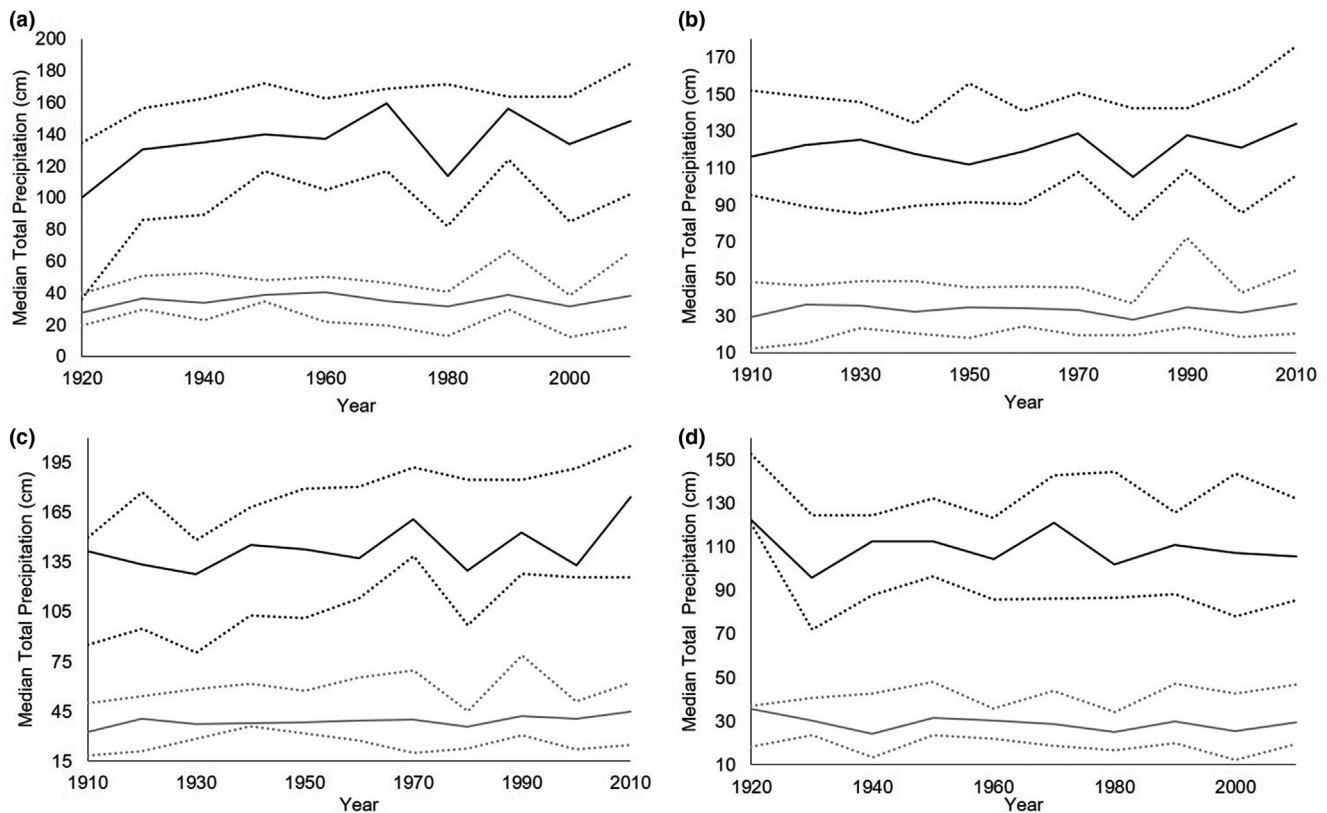 (a)
200
180
160
140
120
100
80
60
40
20
0
Median Total Precipitation (cm)
1920 1940 1960 1980 2000
Year
(b)
170
150
130
110
90
70
50
30
10
Median Total Precipitation (cm)
1910 1930 1950 1970 1990 2010
Year
(c)
195
165
135
105
75
45
15
Median Total Precipitation (cm)
1910 1930 1950 1970 1990 2010
Year
(d)
150
130
110
90
70
50
30
10
Median Total Precipitation (cm)
1920 1940 1960 1980 2000
Year